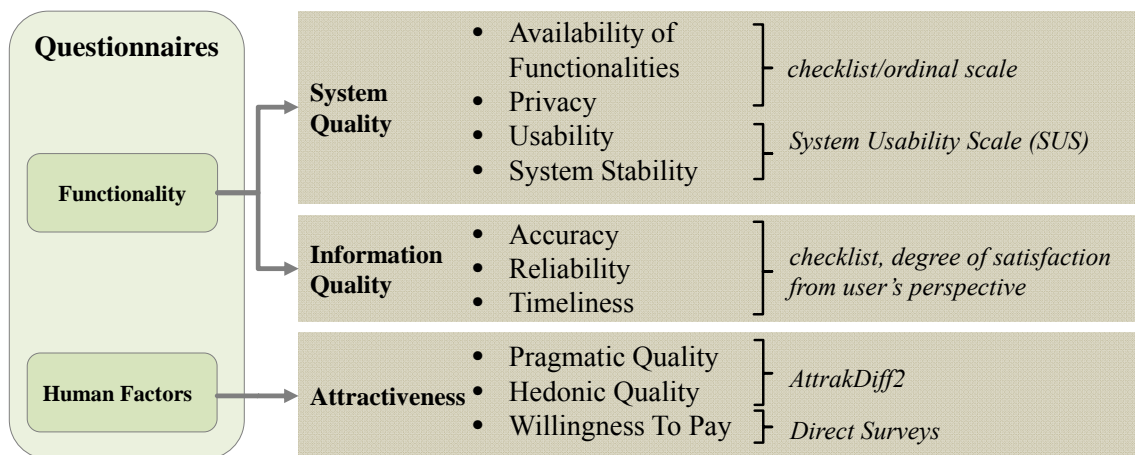 Questionnaires
Functionality
Human Factors
System
Quality
• Availability of
Functionalities
• Privacy
• Usability
• System Stability
checklist/ordinal scale
System Usability Scale (SUS)
Information
Quality
• Accuracy
• Reliability
• Timeliness
checklist, degree of satisfaction
from user's perspective
Attractiveness
• Pragmatic Quality
• Hedonic Quality
• Willingness To Pay
AttrakDiff2
Direct Surveys